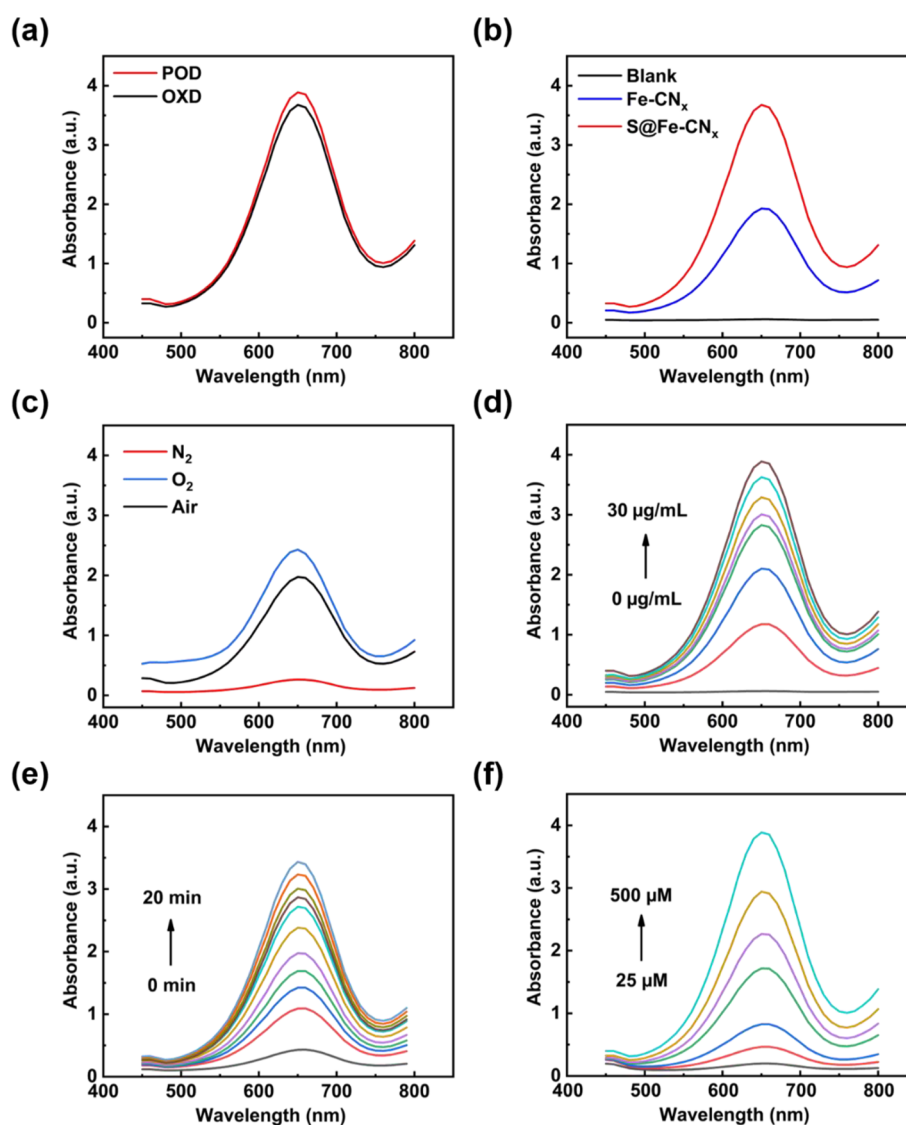 (a)
POD
OXD
Absorbance (a.u.)
4
3
2
1
0
400 500 600 700 800
Wavelength (nm)
(b)
Blank
Fe-CNₓ
S@Fe-CNₓ
Absorbance (a.u.)
4
3
2
1
0
400 500 600 700 800
Wavelength (nm)
(c)
N₂
O₂
Air
Absorbance (a.u.)
4
3
2
1
0
400 500 600 700 800
Wavelength (nm)
(d)
30 µg/mL
0 µg/mL
Absorbance (a.u.)
4
3
2
1
0
400 500 600 700 800
Wavelength (nm)
(e)
20 min
0 min
Absorbance (a.u.)
4
3
2
1
0
400 500 600 700 800
Wavelength (nm)
(f)
500 µM
25 µM
Absorbance (a.u.)
4
3
2
1
0
400 500 600 700 800
Wavelength (nm)